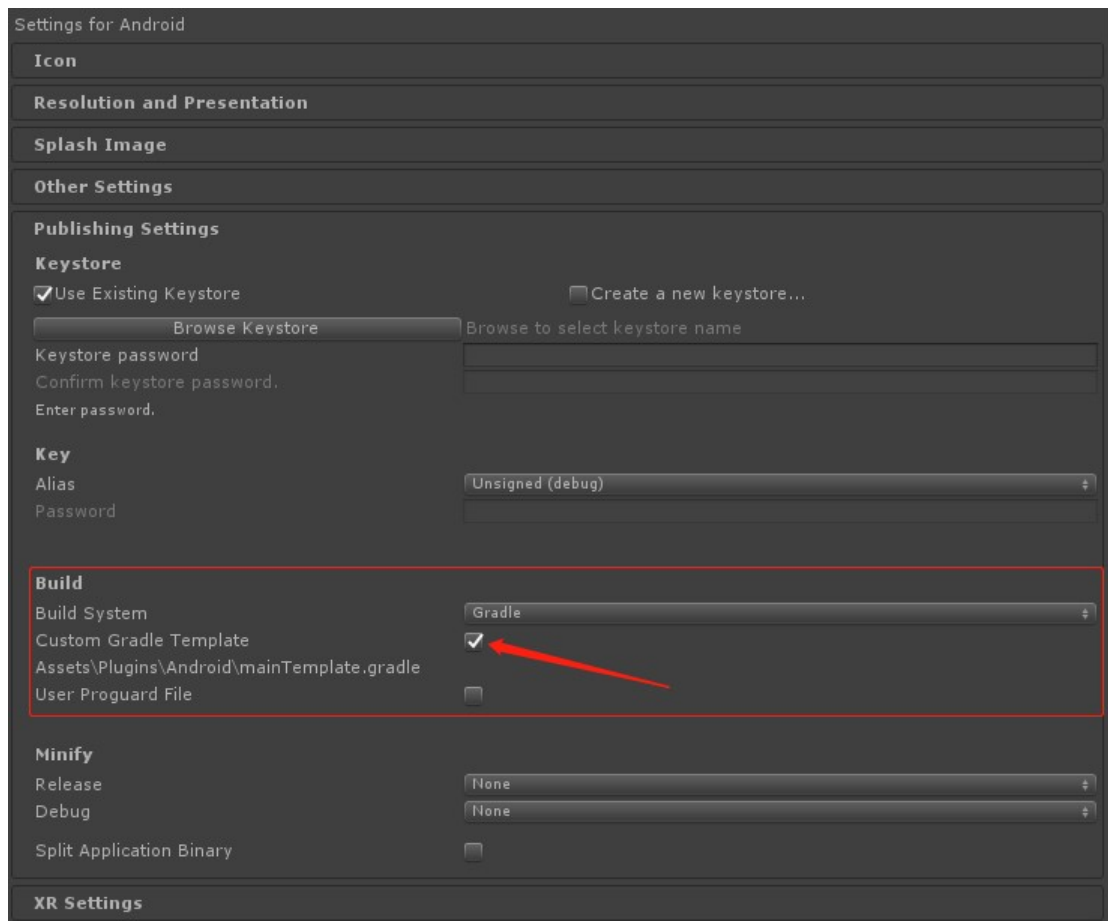 Settings for Android
Icon
Resolution and Presentation
Splash Image
Other Settings
Publishing Settings
Keystore
Use Existing Keystore Create a new keystore...
Browse Keystore Browse to select keystore name
Keystore password
Confirm keystore password.
Enter password.
Key
Alias Unsigned (debug)
Password
Build
Build System Gradle
Custom Gradle Template
Assets\Plugins\Android\mainTemplate.gradle
User Proguard File
Minify
Release None
Debug None
Split Application Binary
XR Settings